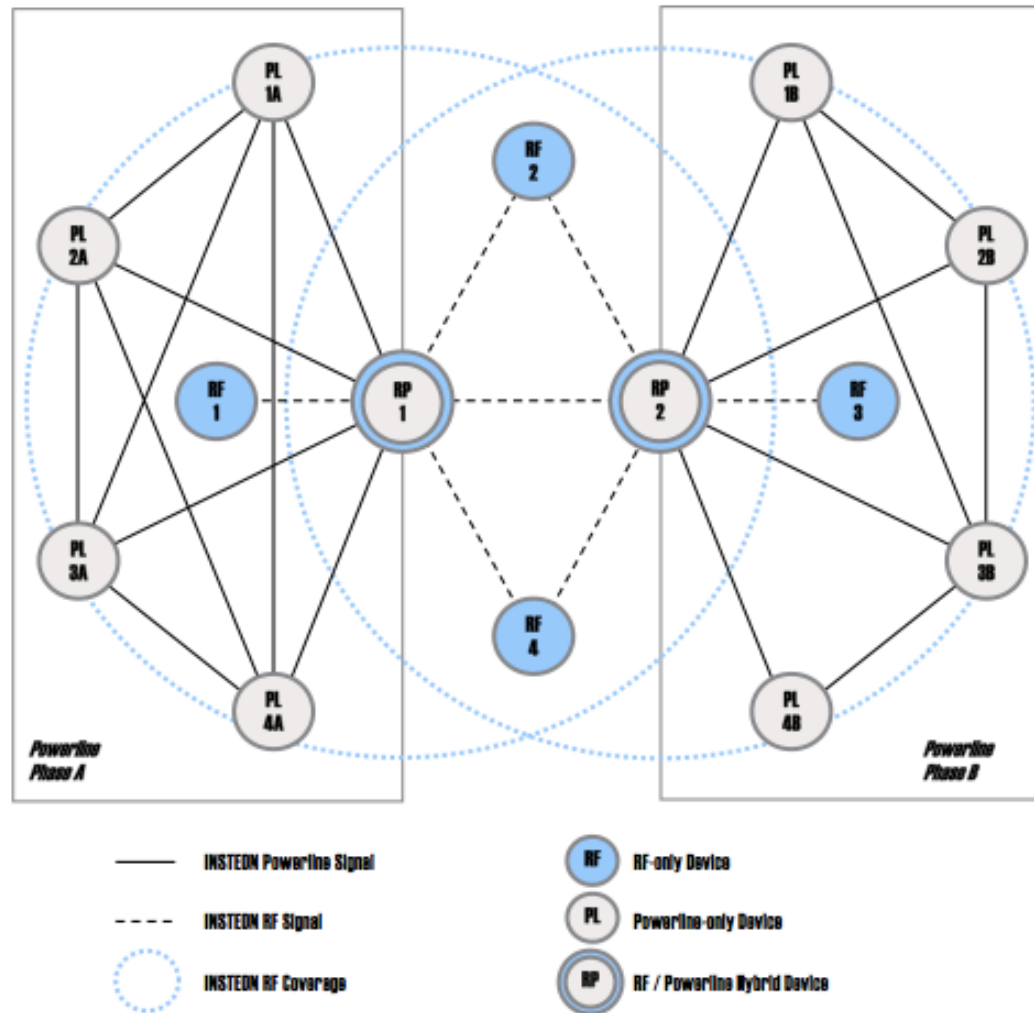 PL
1A
PL
1B
RF
2
PL
2A
PL
2B
RF
1
RP
1
RP
2
RF
3
PL
3A
PL
3B
RF
4
PL
4A
PL
4B
Powerline
Phase A
Powerline
Phase B
INSTEON Powerline Signal
RF
RF-only Device
INSTEON RF Signal
PL
Powerline-only Device
INSTEON RF Coverage
RP
RF / Powerline Hybrid Device